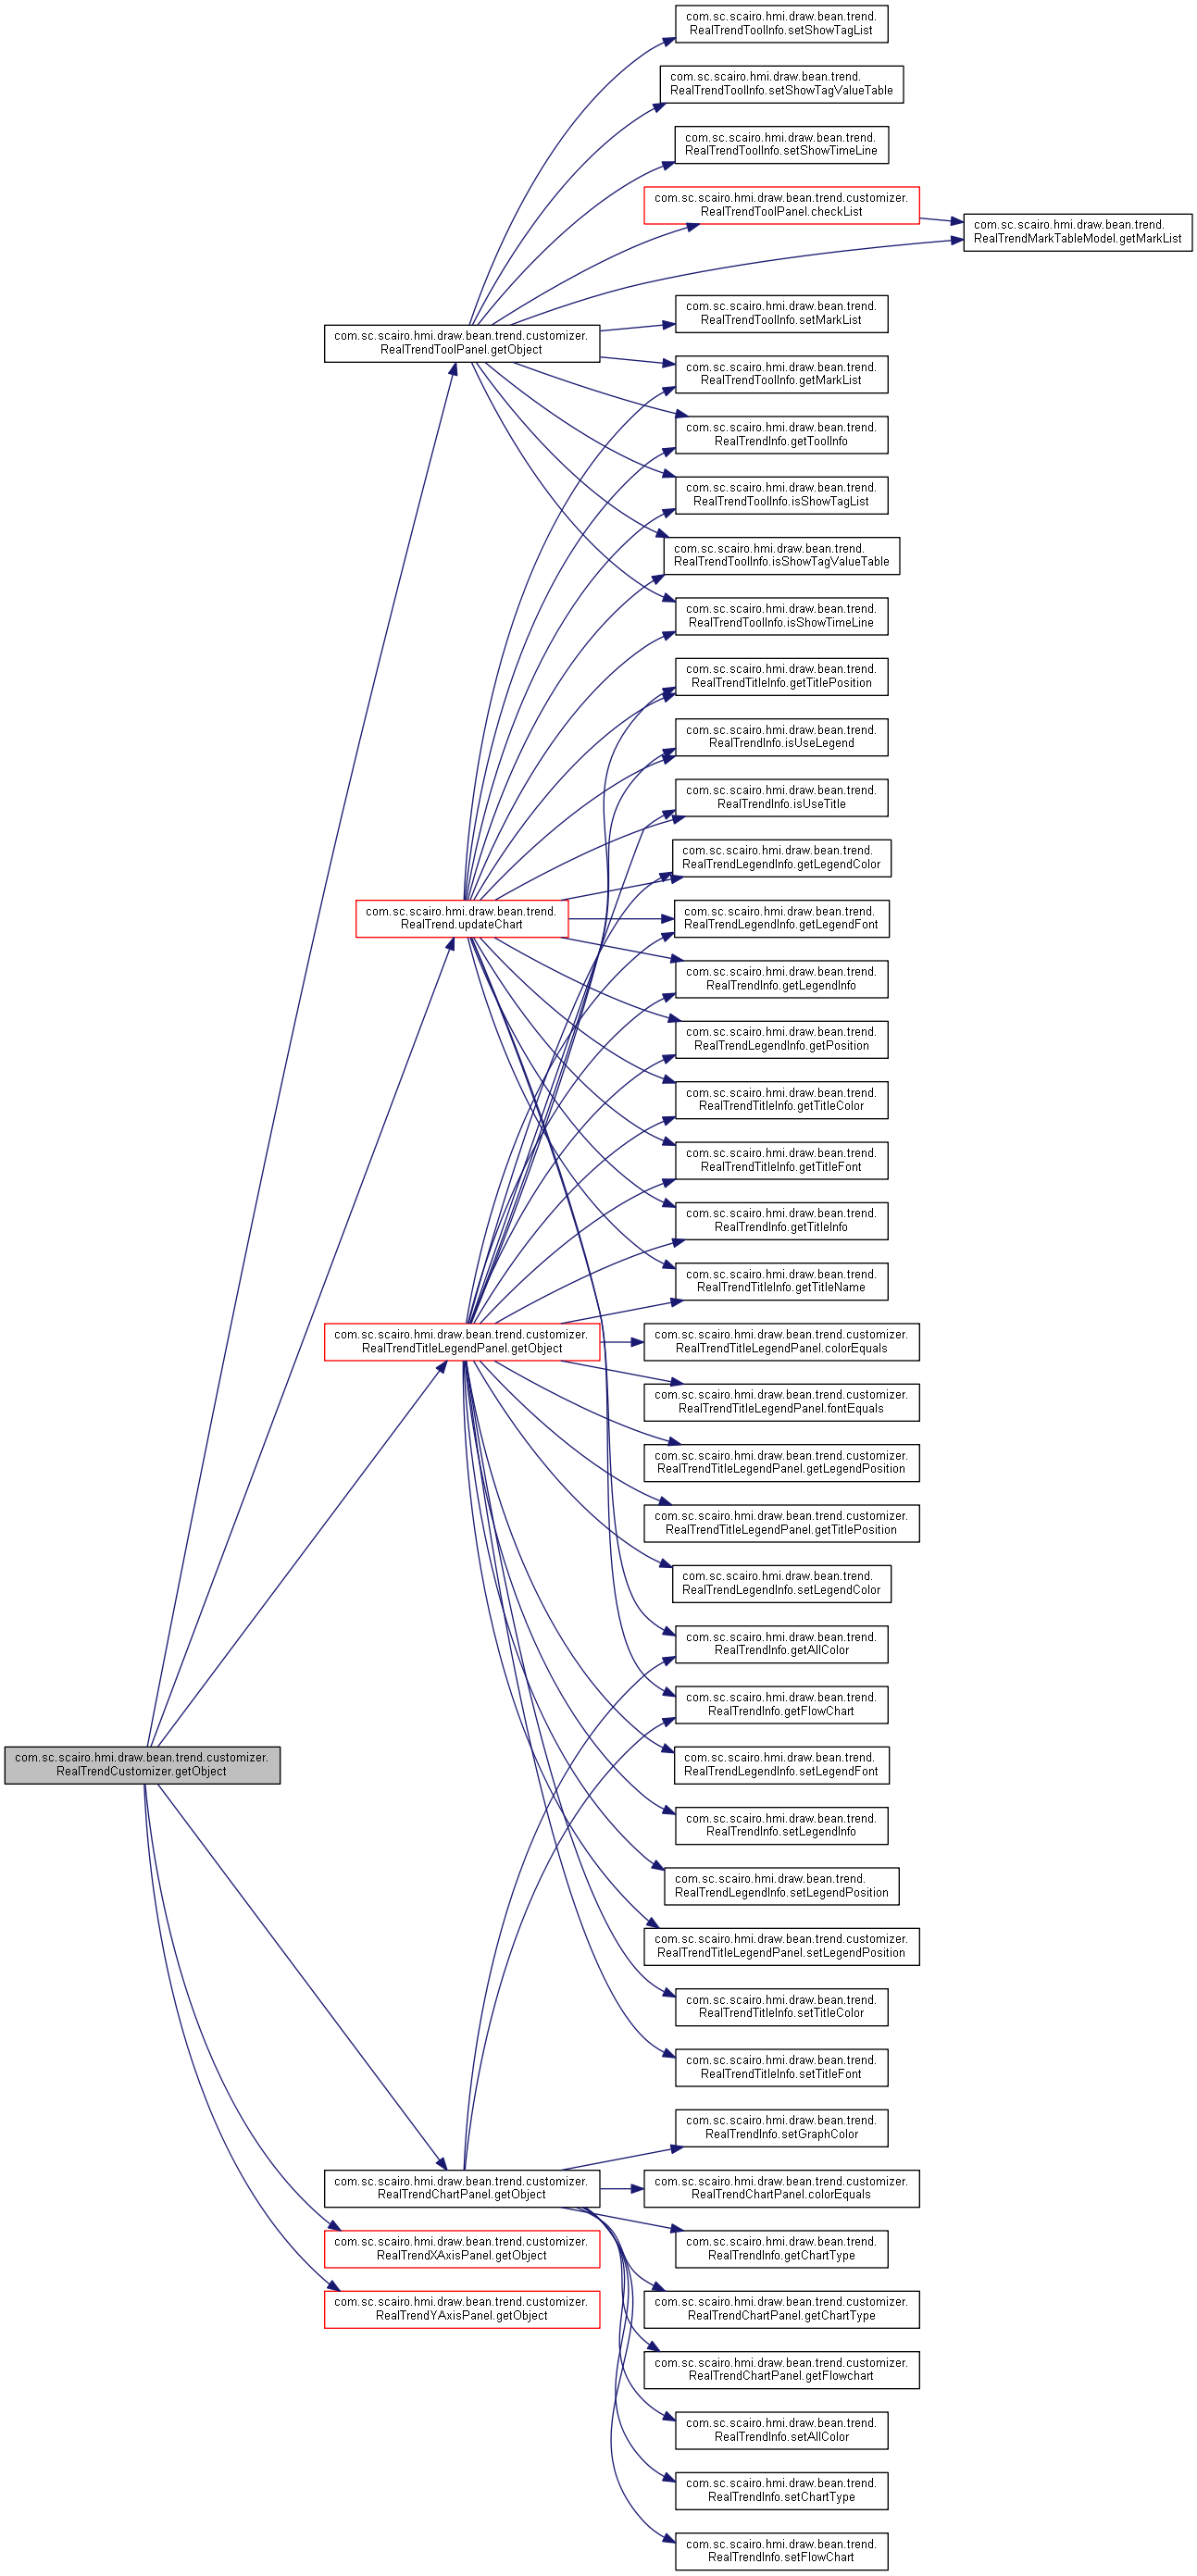 com.sc.scairo.hmi.draw.bean.trend.
RealTrendToolInfo.setShowTagList
com.sc.scairo.hmi.draw.bean.trend.
RealTrendToolInfo.setShowTagValueTable
com.sc.scairo.hmi.draw.bean.trend.
RealTrendToolInfo.setShowTimeLine
com.sc.scairo.hmi.draw.bean.trend.customizer.
RealTrendToolPanel.checkList
com.sc.scairo.hmi.draw.bean.trend.
RealTrendMarkTableModel.getMarkList
com.sc.scairo.hmi.draw.bean.trend.
RealTrendToolInfo.setMarkList
com.sc.scairo.hmi.draw.bean.trend.customizer.
RealTrendToolPanel.getObject
com.sc.scairo.hmi.draw.bean.trend.
RealTrendToolInfo.getMarkList
com.sc.scairo.hmi.draw.bean.trend.
RealTrendInfo.getToolInfo
com.sc.scairo.hmi.draw.bean.trend.
RealTrendToolInfo.isShowTagList
com.sc.scairo.hmi.draw.bean.trend.
RealTrendToolInfo.isShowTagValueTable
com.sc.scairo.hmi.draw.bean.trend.
RealTrendToolInfo.isShowTimeLine
com.sc.scairo.hmi.draw.bean.trend.
RealTrendTitleInfo.getTitlePosition
com.sc.scairo.hmi.draw.bean.trend.
RealTrendInfo.isUseLegend
com.sc.scairo.hmi.draw.bean.trend.
RealTrendInfo.isUseTitle
com.sc.scairo.hmi.draw.bean.trend.
RealTrendLegendInfo.getLegendColor
com.sc.scairo.hmi.draw.bean.trend.
RealTrend.updateChart
com.sc.scairo.hmi.draw.bean.trend.
RealTrendLegendInfo.getLegendFont
com.sc.scairo.hmi.draw.bean.trend.
RealTrendInfo.getLegendInfo
com.sc.scairo.hmi.draw.bean.trend.
RealTrendLegendInfo.getPosition
com.sc.scairo.hmi.draw.bean.trend.
RealTrendTitleInfo.getTitleColor
com.sc.scairo.hmi.draw.bean.trend.
RealTrendTitleInfo.getTitleFont
com.sc.scairo.hmi.draw.bean.trend.
RealTrendInfo.getTitleInfo
com.sc.scairo.hmi.draw.bean.trend.
RealTrendTitleInfo.getTitleName
com.sc.scairo.hmi.draw.bean.trend.customizer.
RealTrendTitleLegendPanel.getObject
com.sc.scairo.hmi.draw.bean.trend.customizer.
RealTrendTitleLegendPanel.colorEquals
com.sc.scairo.hmi.draw.bean.trend.customizer.
RealTrendTitleLegendPanel.fontEquals
com.sc.scairo.hmi.draw.bean.trend.customizer.
RealTrendTitleLegendPanel.getLegendPosition
com.sc.scairo.hmi.draw.bean.trend.customizer.
RealTrendTitleLegendPanel.getTitlePosition
com.sc.scairo.hmi.draw.bean.trend.
RealTrendLegendInfo.setLegendColor
com.sc.scairo.hmi.draw.bean.trend.
RealTrendInfo.getAllColor
com.sc.scairo.hmi.draw.bean.trend.
RealTrendInfo.getFlowChart
com.sc.scairo.hmi.draw.bean.trend.customizer.
RealTrendCustomizer.getObject
com.sc.scairo.hmi.draw.bean.trend.
RealTrendLegendInfo.setLegendFont
com.sc.scairo.hmi.draw.bean.trend.
RealTrendInfo.setLegendInfo
com.sc.scairo.hmi.draw.bean.trend.
RealTrendLegendInfo.setLegendPosition
com.sc.scairo.hmi.draw.bean.trend.customizer.
RealTrendTitleLegendPanel.setLegendPosition
com.sc.scairo.hmi.draw.bean.trend.
RealTrendTitleInfo.setTitleColor
com.sc.scairo.hmi.draw.bean.trend.
RealTrendTitleInfo.setTitleFont
com.sc.scairo.hmi.draw.bean.trend.
RealTrendInfo.setGraphColor
com.sc.scairo.hmi.draw.bean.trend.customizer.
RealTrendChartPanel.getObject
com.sc.scairo.hmi.draw.bean.trend.customizer.
RealTrendChartPanel.colorEquals
com.sc.scairo.hmi.draw.bean.trend.customizer.
RealTrendXAxisPanel.getObject
com.sc.scairo.hmi.draw.bean.trend.
RealTrendInfo.getChartType
com.sc.scairo.hmi.draw.bean.trend.customizer.
RealTrendYAxisPanel.getObject
com.sc.scairo.hmi.draw.bean.trend.customizer.
RealTrendChartPanel.getChartType
com.sc.scairo.hmi.draw.bean.trend.customizer.
RealTrendChartPanel.getFlowchart
com.sc.scairo.hmi.draw.bean.trend.
RealTrendInfo.setAllColor
com.sc.scairo.hmi.draw.bean.trend.
RealTrendInfo.setChartType
com.sc.scairo.hmi.draw.bean.trend.
RealTrendInfo.setFlowChart